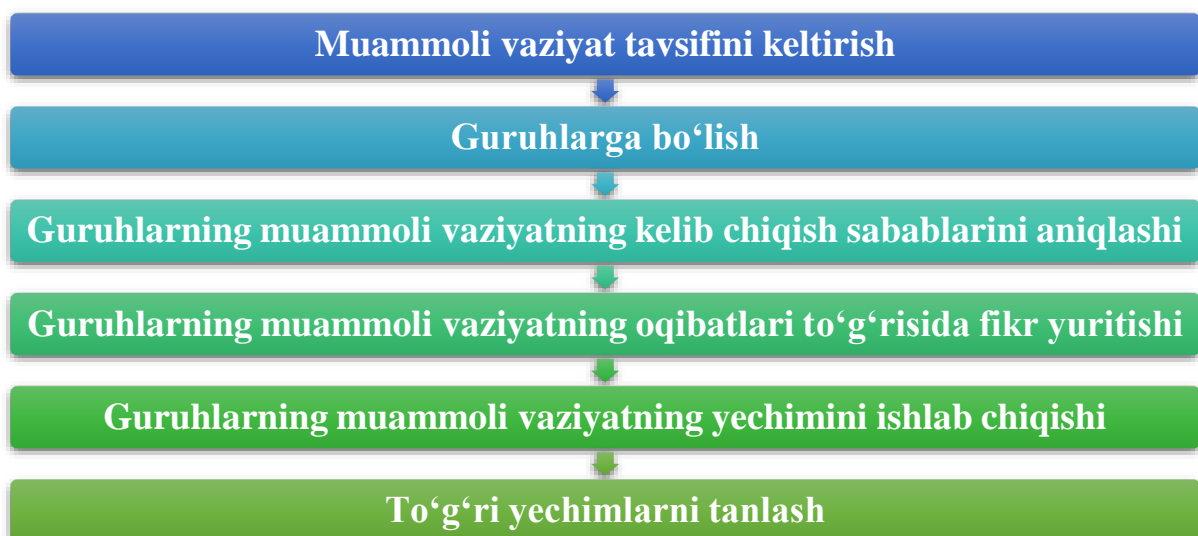 Muammoli vaziyat tavsifini keltirish
Guruhlarga bo‘lish
Guruhlarning muammoli vaziyatning kelib chiqish sabablarini aniqlashi
Guruhlarning muammoli vaziyatning oqibatlari to‘g‘risida fikr yuritishi
Guruhlarning muammoli vaziyatning yechimini ishlab chiqishi
To‘g‘ri yechimlarni tanlash